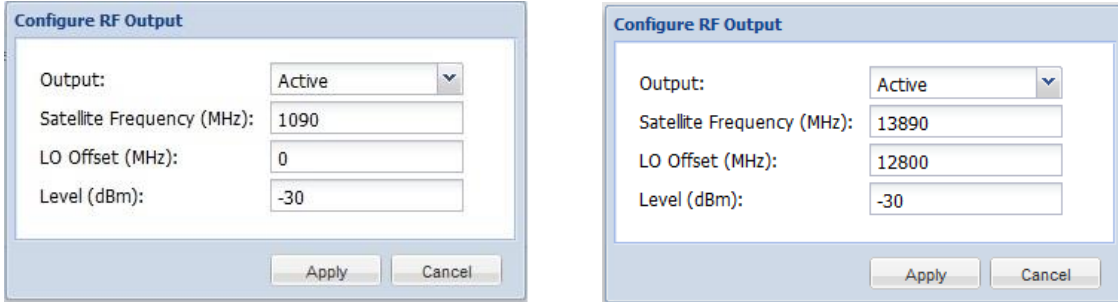 Configure RF Output
Output: Active
Satellite Frequency (MHz): 1090
LO Offset (MHz): 0
Level (dBm): -30
Apply Cancel
Configure RF Output
Output: Active
Satellite Frequency (MHz): 13890
LO Offset (MHz): 12800
Level (dBm): -30
Apply Cancel